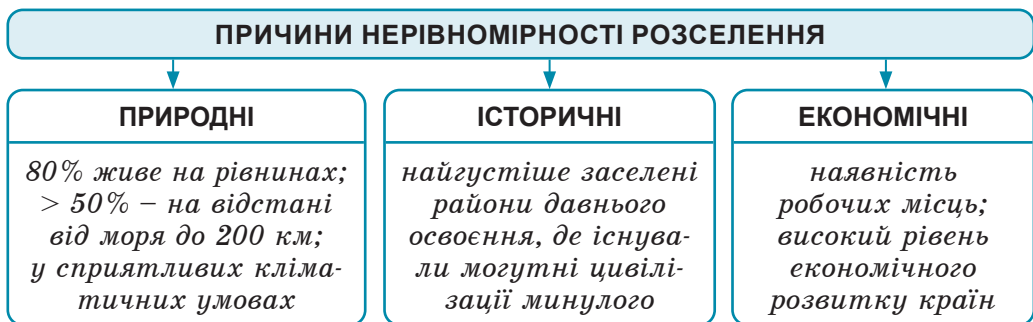 ПРИЧИНИ НЕРІВНОМІРНОСТІ РОЗСЕЛЕННЯ
ПРИРОДНІ
80% живе на рівнинах;
> 50% – на відстані
від моря до 200 км;
у сприятливих кліма-
тичних умовах
ІСТОРИЧНІ
найгустіше заселені
райони давнього
освоєння, де існува-
ли могутні цивілі-
зації минулого
ЕКОНОМІЧНІ
наявність
робочих місць;
високий рівень
економічного
розвитку країн